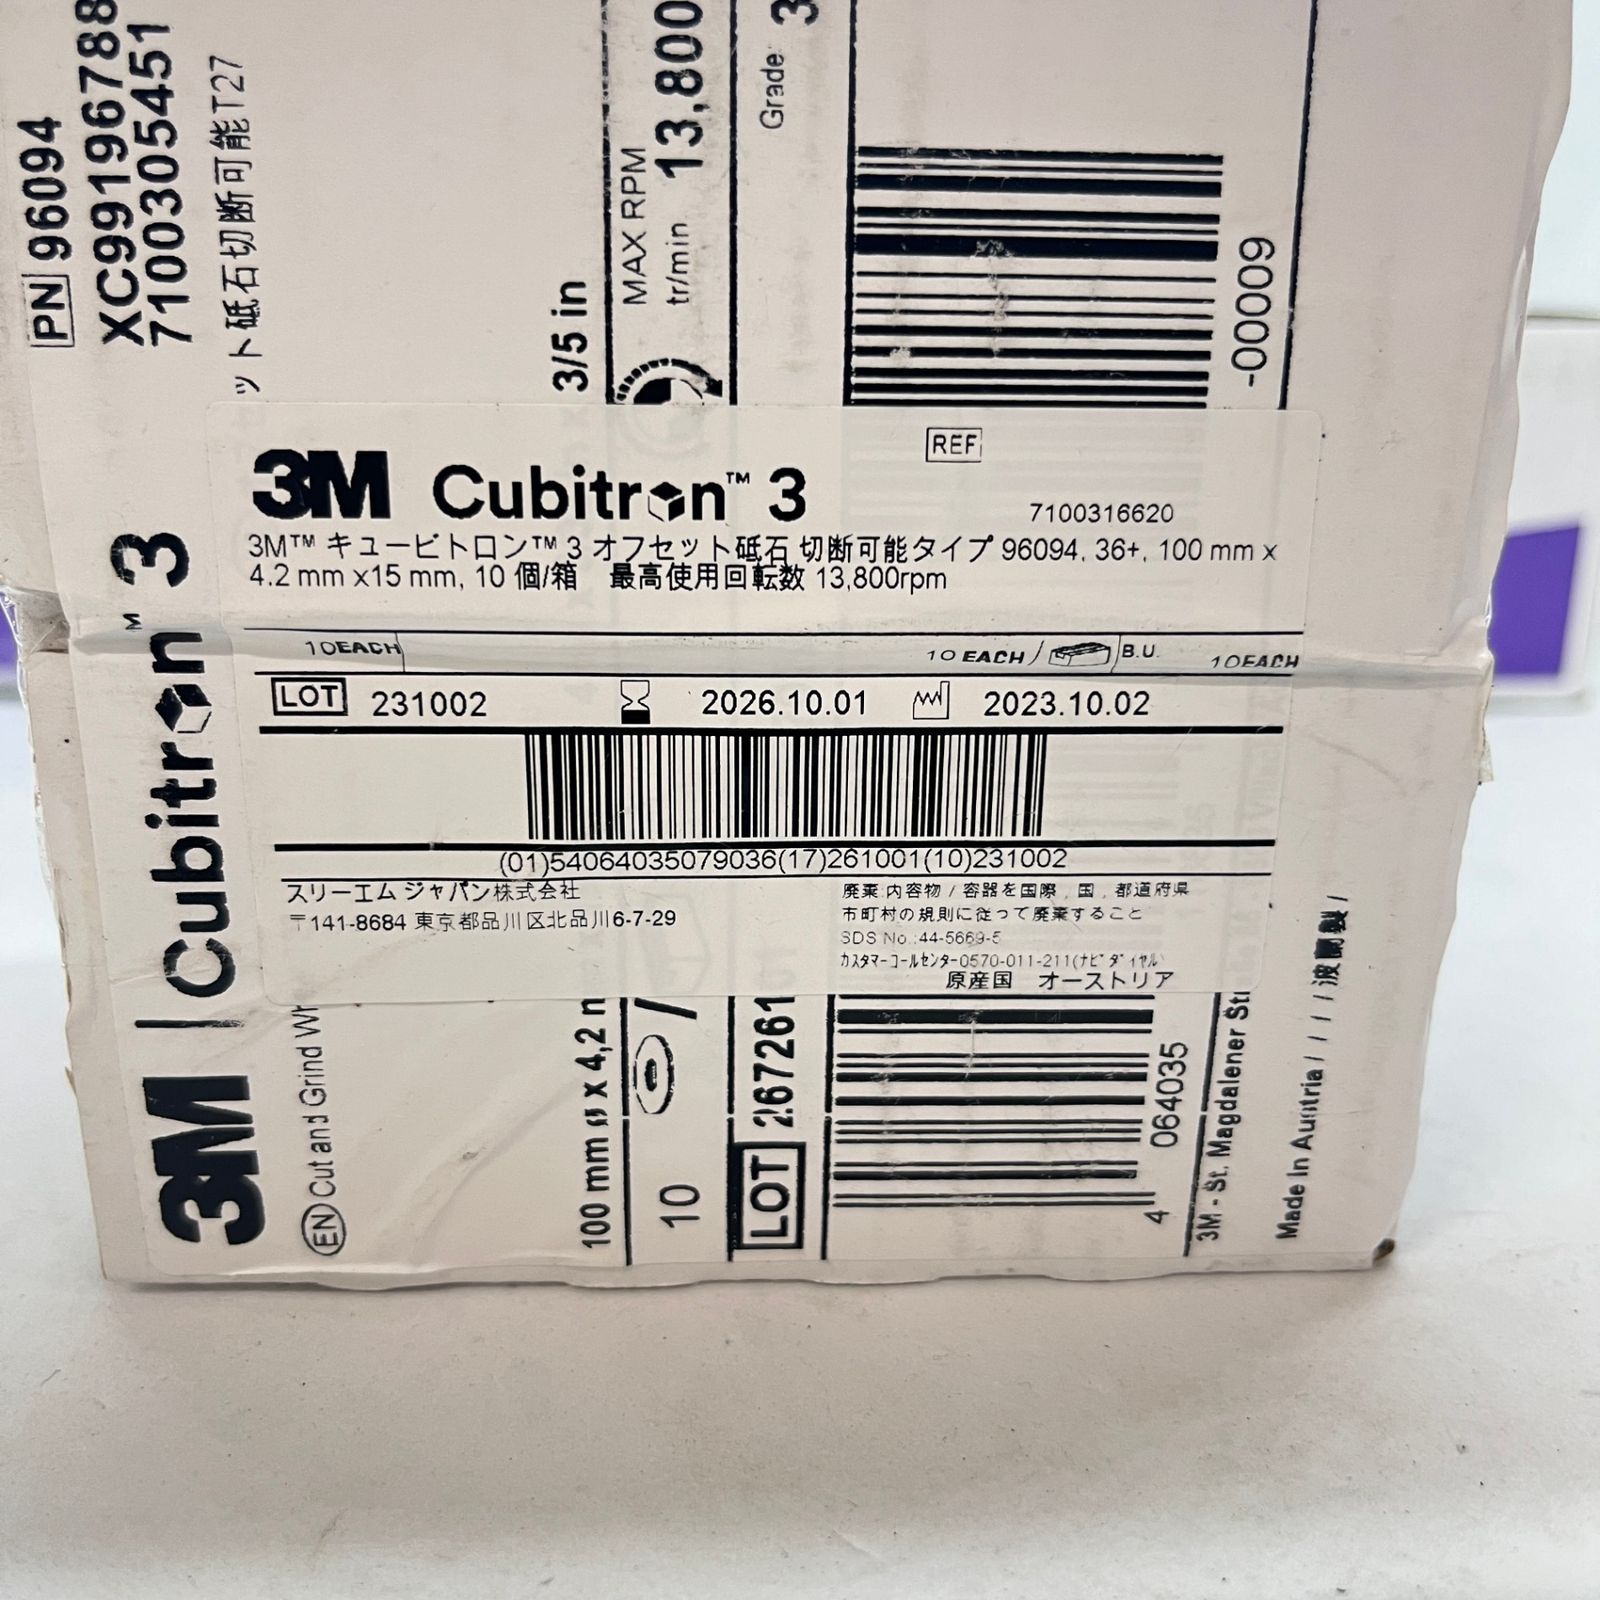 PN 96094
XC991196788
7100305451
ット砥石切断可能T27
3/5 in
MAX RPM
tr/min 13,800
Grade 3
-00009
3M Cubitron™ 3
REF
7100316620
3M™ キュービトロン™ 3 オフセット砥石 切断可能タイプ 96094, 36+, 100 mm x
4.2 mm x15 mm, 10 個/箱 最高使用回転数 13,800rpm
10EACH 10 EACH / B.U. 10EACH
LOT 231002 2026.10.01 2023.10.02
(01)54064035079036(17)261001(10)231002
スリーエム ジャパン株式会社
〒141-8684 東京都品川区北品川6-7-29
廃棄:内容物/容器を国際, 国, 都道府県
市町村の規則に従って廃棄すること
SDS No.:44-5669-5
カスタマーコールセンター0570-011-211(ナビダイヤル)
原産国 オーストリア
3M | Cubitron™ 3
EN Cut and Grind Wh
100 mm ø x 4,2 m
10
LOT 267261
4 064035
3M - St. Magdalener St
Made in Austria / / / / 波蘭製 /